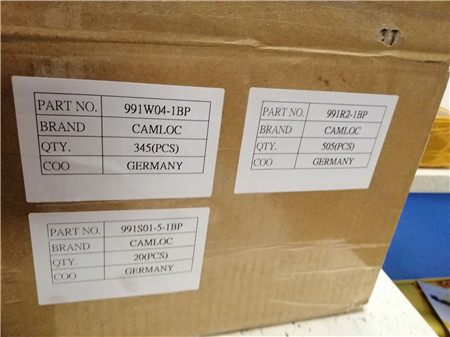 PART NO. 991W04-1BP
BRAND CAMLOC
QTY. 345(PCS)
COO GERMANY
PART NO. 991R2-1BP
BRAND CAMLOC
QTY. 505(PCS)
COO GERMANY
PART NO. 991S01-5-1BP
BRAND CAMLOC
QTY. 20(PCS)
COO GERMANY